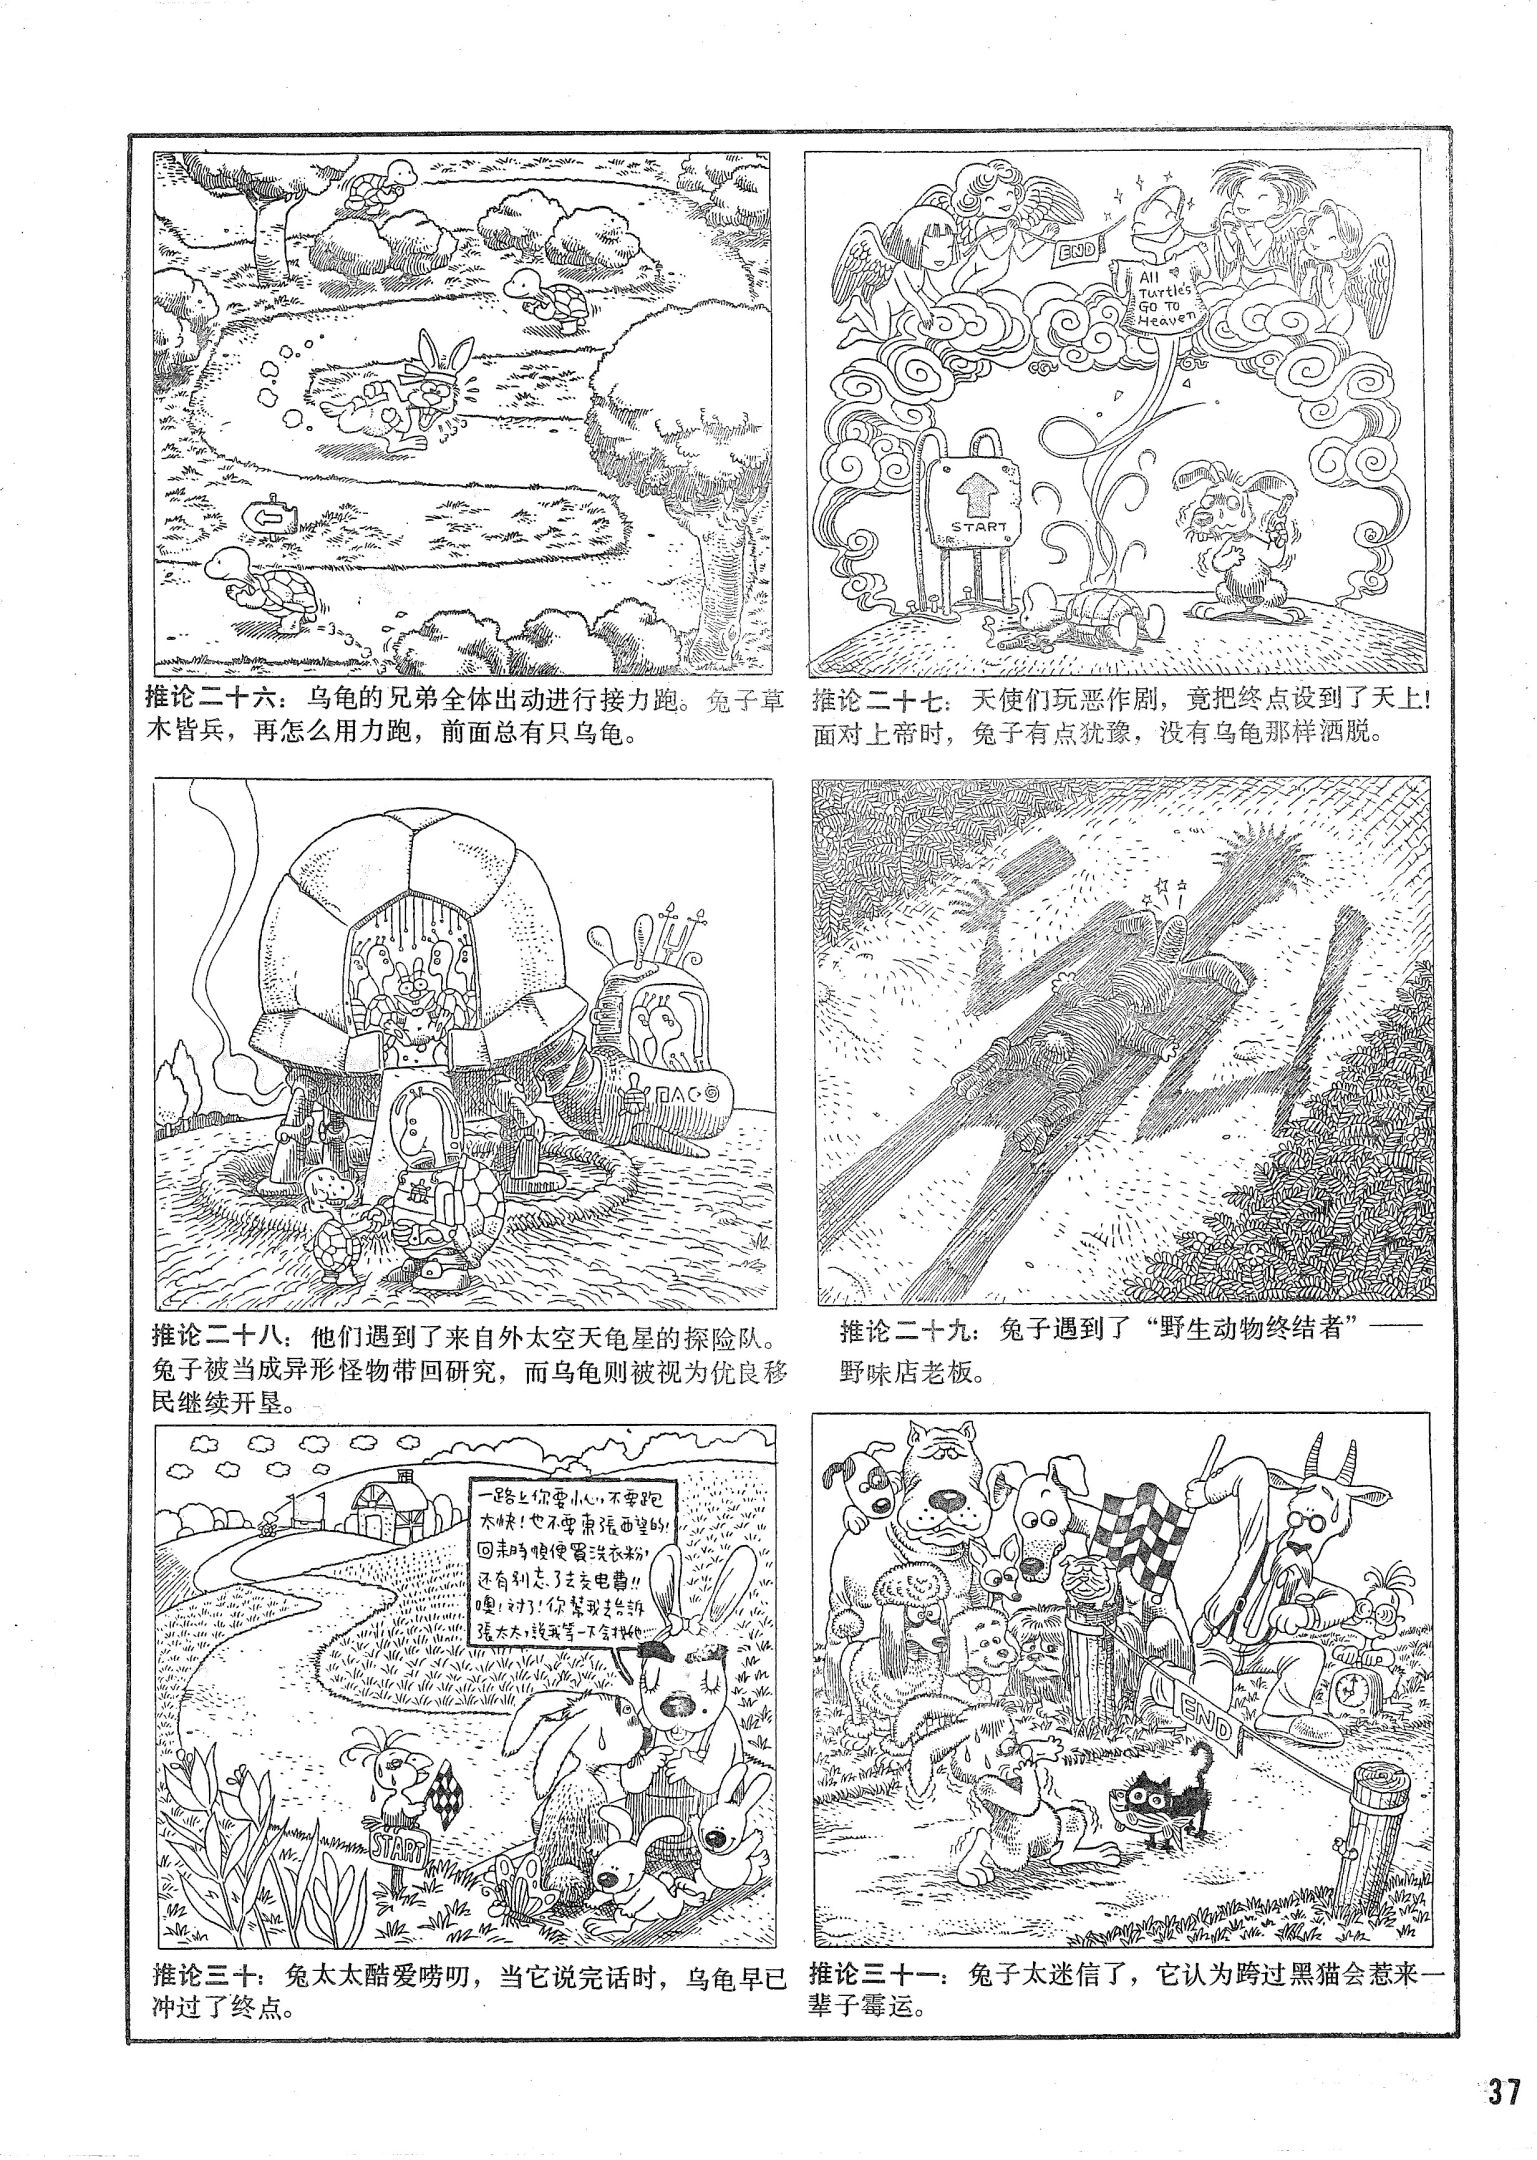 END
All
Turtle's
GO TO
Heaven
START
推论二十六：乌龟的兄弟全体出动进行接力跑。兔子草
木皆兵，再怎么用力跑，前面总有只乌龟。
推论二十七：天使们玩恶作剧，竟把终点设到了天上！
面对上帝时，兔子有点犹豫，没有乌龟那样洒脱。
推论二十八：他们遇到了来自外太空天龟星的探险队。
兔子被当成异形怪物带回研究，而乌龟则被视为优良移
民继续开垦。
推论二十九：兔子遇到了“野生动物终结者”——
野味店老板。
一路上你要小心，不要跑
太快！也不要東張西望的！
回来時順便買洗衣粉，
还有别忘了去交电費！！
噢！对了！你幫我去告訴
張太太，說我等一下会找她…
START
END
推论三十：兔太太酷爱唠叨，当它说完话时，乌龟早已
冲过了终点。
推论三十一：兔子太迷信了，它认为跨过黑猫会惹来一
辈子霉运。
37